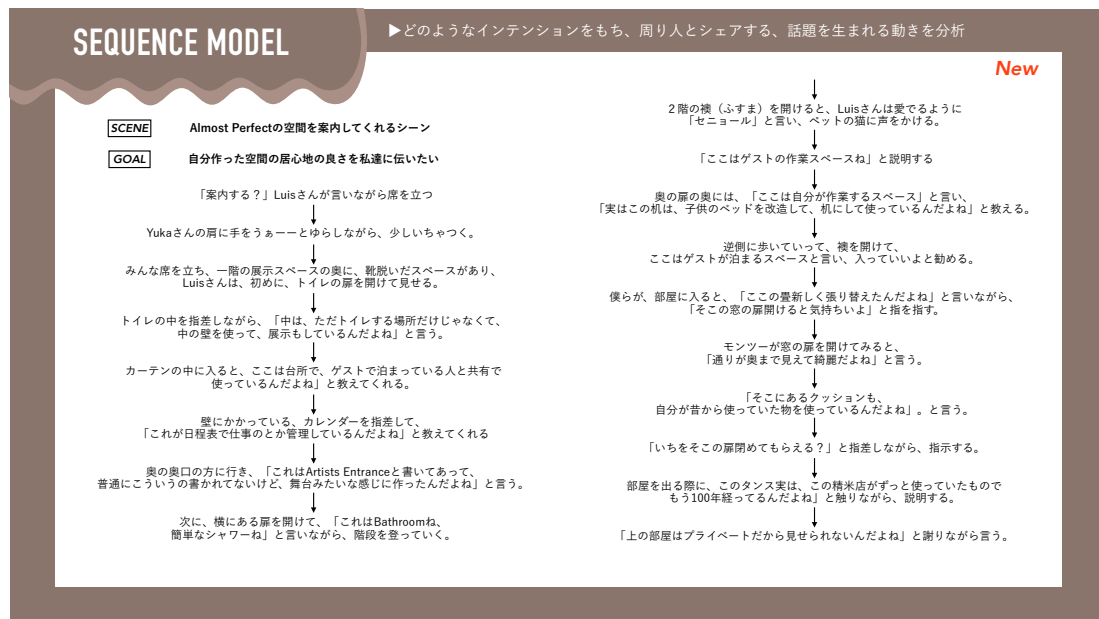 SEQUENCE MODEL
▶どのようなインテンションをもち、周り人とシェアする、話題を生まれる動きを分析
New
SCENE
Almost Perfectの空間を案内してくれるシーン
GOAL
自分作った空間の居心地の良さを私達に伝いたい
「案内する？」Luisさんが言いながら席を立つ
Yukaさんの肩に手をうぁーーとゆらしながら、少しいちゃつく。
みんな席を立ち、一階の展示スペースの奥に、靴脱いだスペースがあり、
Luisさんは、初めに、トイレの扉を開けて見せる。
トイレの中を指差しながら、「中は、ただトイレする場所だけじゃなくて、
中の壁を使って、展示もしているんだよね」と言う。
カーテンの中に入ると、ここは台所で、ゲストで泊まっている人と共有で
使っているんだよね」と教えてくれる。
壁にかかっている、カレンダーを指差して、
「これが日程表で仕事のとか管理しているんだよね」と教えてくれる
奥の奥口の方に行き、「これはArtists Entranceと書いてあって、
普通にこういうの書かれてないけど、舞台みたいな感じに作ったんだよね」と言う。
次に、横にある扉を開けて、「これはBathroomね、
簡単なシャワーね」と言いながら、階段を登っていく。
２階の襖（ふすま）を開けると、Luisさんは愛でるように
「セニョール」と言い、ペットの猫に声をかける。
「ここはゲストの作業スペースね」と説明する
奥の扉の奥には、「ここは自分が作業するスペース」と言い、
「実はこの机は、子供のベッドを改造して、机にして使っているんだよね」と教える。
逆側に歩いていって、襖を開けて、
ここはゲストが泊まるスペースと言い、入っていいよと勧める。
僕らが、部屋に入ると、「ここの畳新しく張り替えたんだよね」と言いながら、
「そこの窓の扉開けると気持ちいよ」と指を指す。
モンツーが窓の扉を開けてみると、
「通りが奥まで見えて綺麗だよね」と言う。
「そこにあるクッションも、
自分が昔から使っていた物を使っているんだよね」。と言う。
「いちをそこの扉閉めてもらえる？」と指差しながら、指示する。
部屋を出る際に、このタンス実は、この精米店がずっと使っていたもので
もう100年経ってるんだよね」と触りながら、説明する。
「上の部屋はプライベートだから見せられないんだよね」と謝りながら言う。